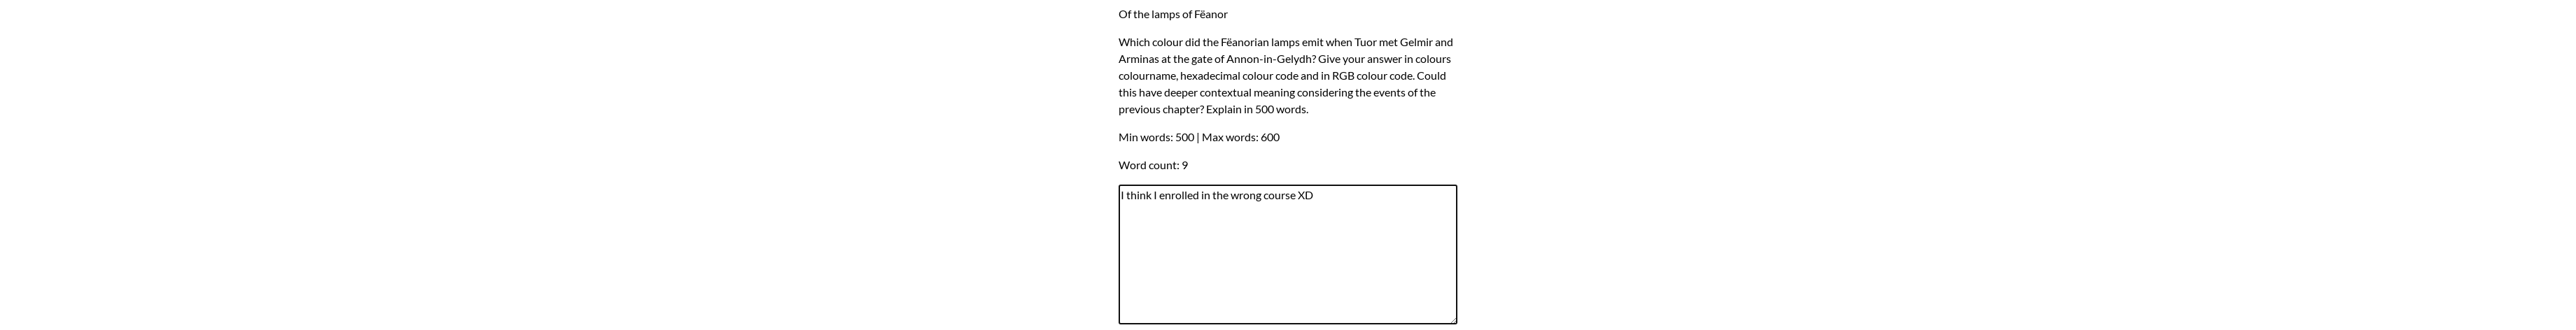 Of the lamps of Fëanor
Which colour did the Fëanorian lamps emit when Tuor met Gelmir and
Arminas at the gate of Annon-in-Gelydh? Give your answer in colours
colourname, hexadecimal colour code and in RGB colour code. Could
this have deeper contextual meaning considering the events of the
previous chapter? Explain in 500 words.
Min words: 500 | Max words: 600
Word count: 9
I think I enrolled in the wrong course XD